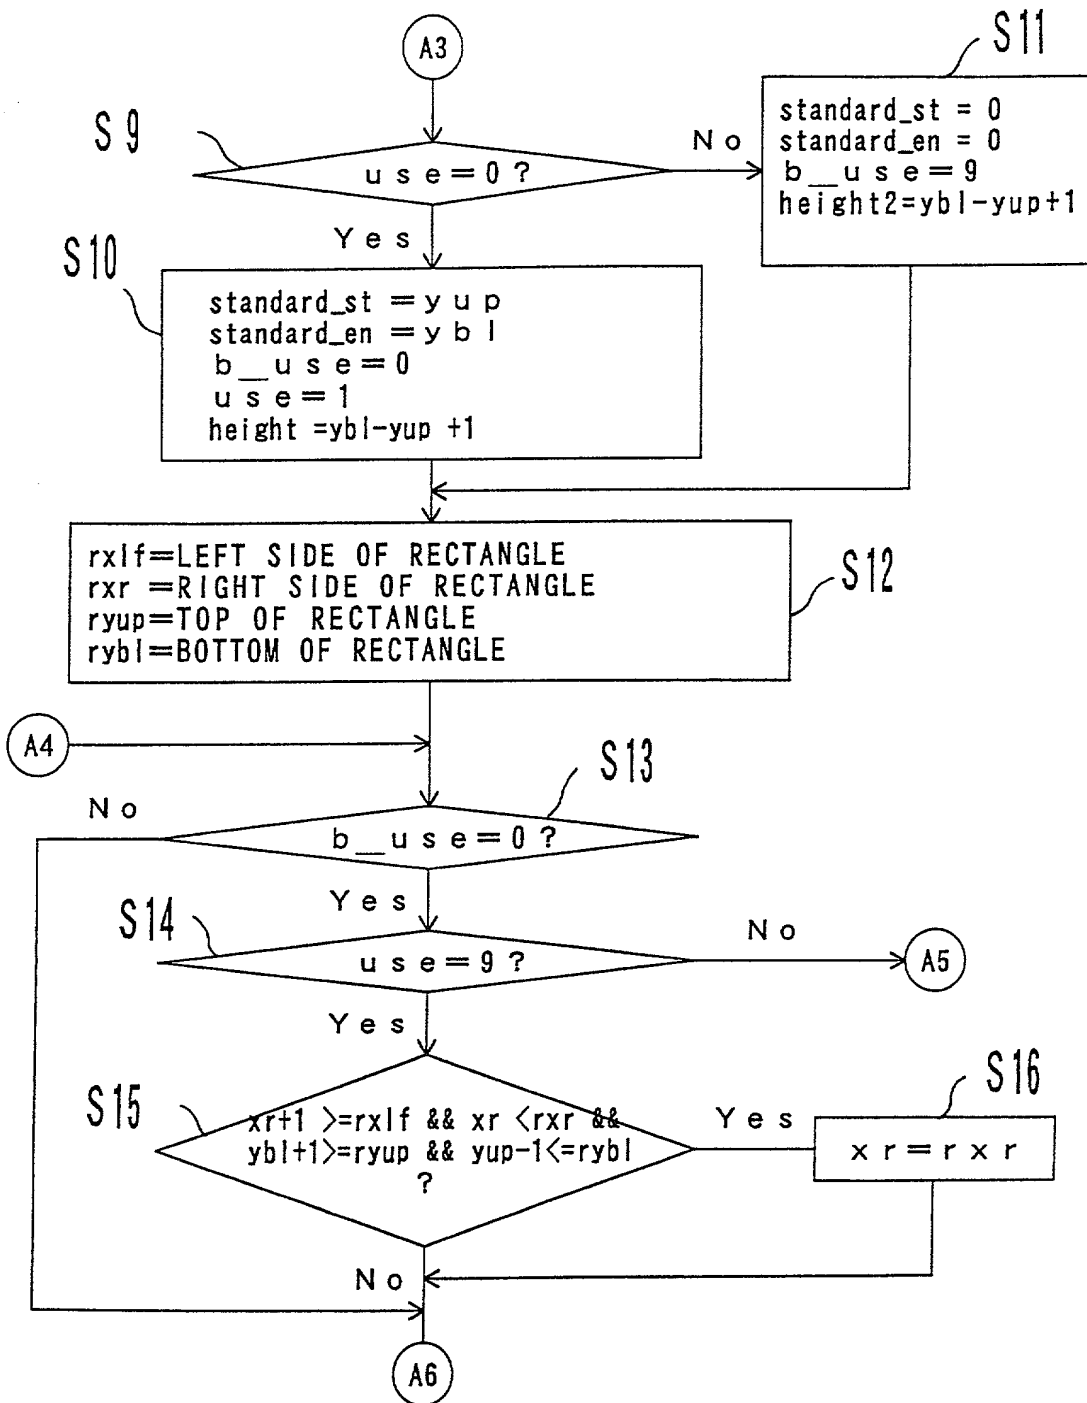 A3
S11
standard_st = 0
standard_en = 0
b_use=9
height2=ybl-yup+1
S9
use=0?
No
Yes
S10
standard_st =yup
standard_en =ybl
b_use=0
use=1
height =ybl-yup +1
rxlf=LEFT SIDE OF RECTANGLE
rxr =RIGHT SIDE OF RECTANGLE
ryup=TOP OF RECTANGLE
rybl=BOTTOM OF RECTANGLE
S12
A4
S13
No
b_use=0?
Yes
S14
use=9?
No
A5
Yes
S15
xr+1 >=rxlf && xr <rxr &&
ybl+1>=ryup && yup-1<=rybl
?
Yes
S16
xr=rxr
No
A6